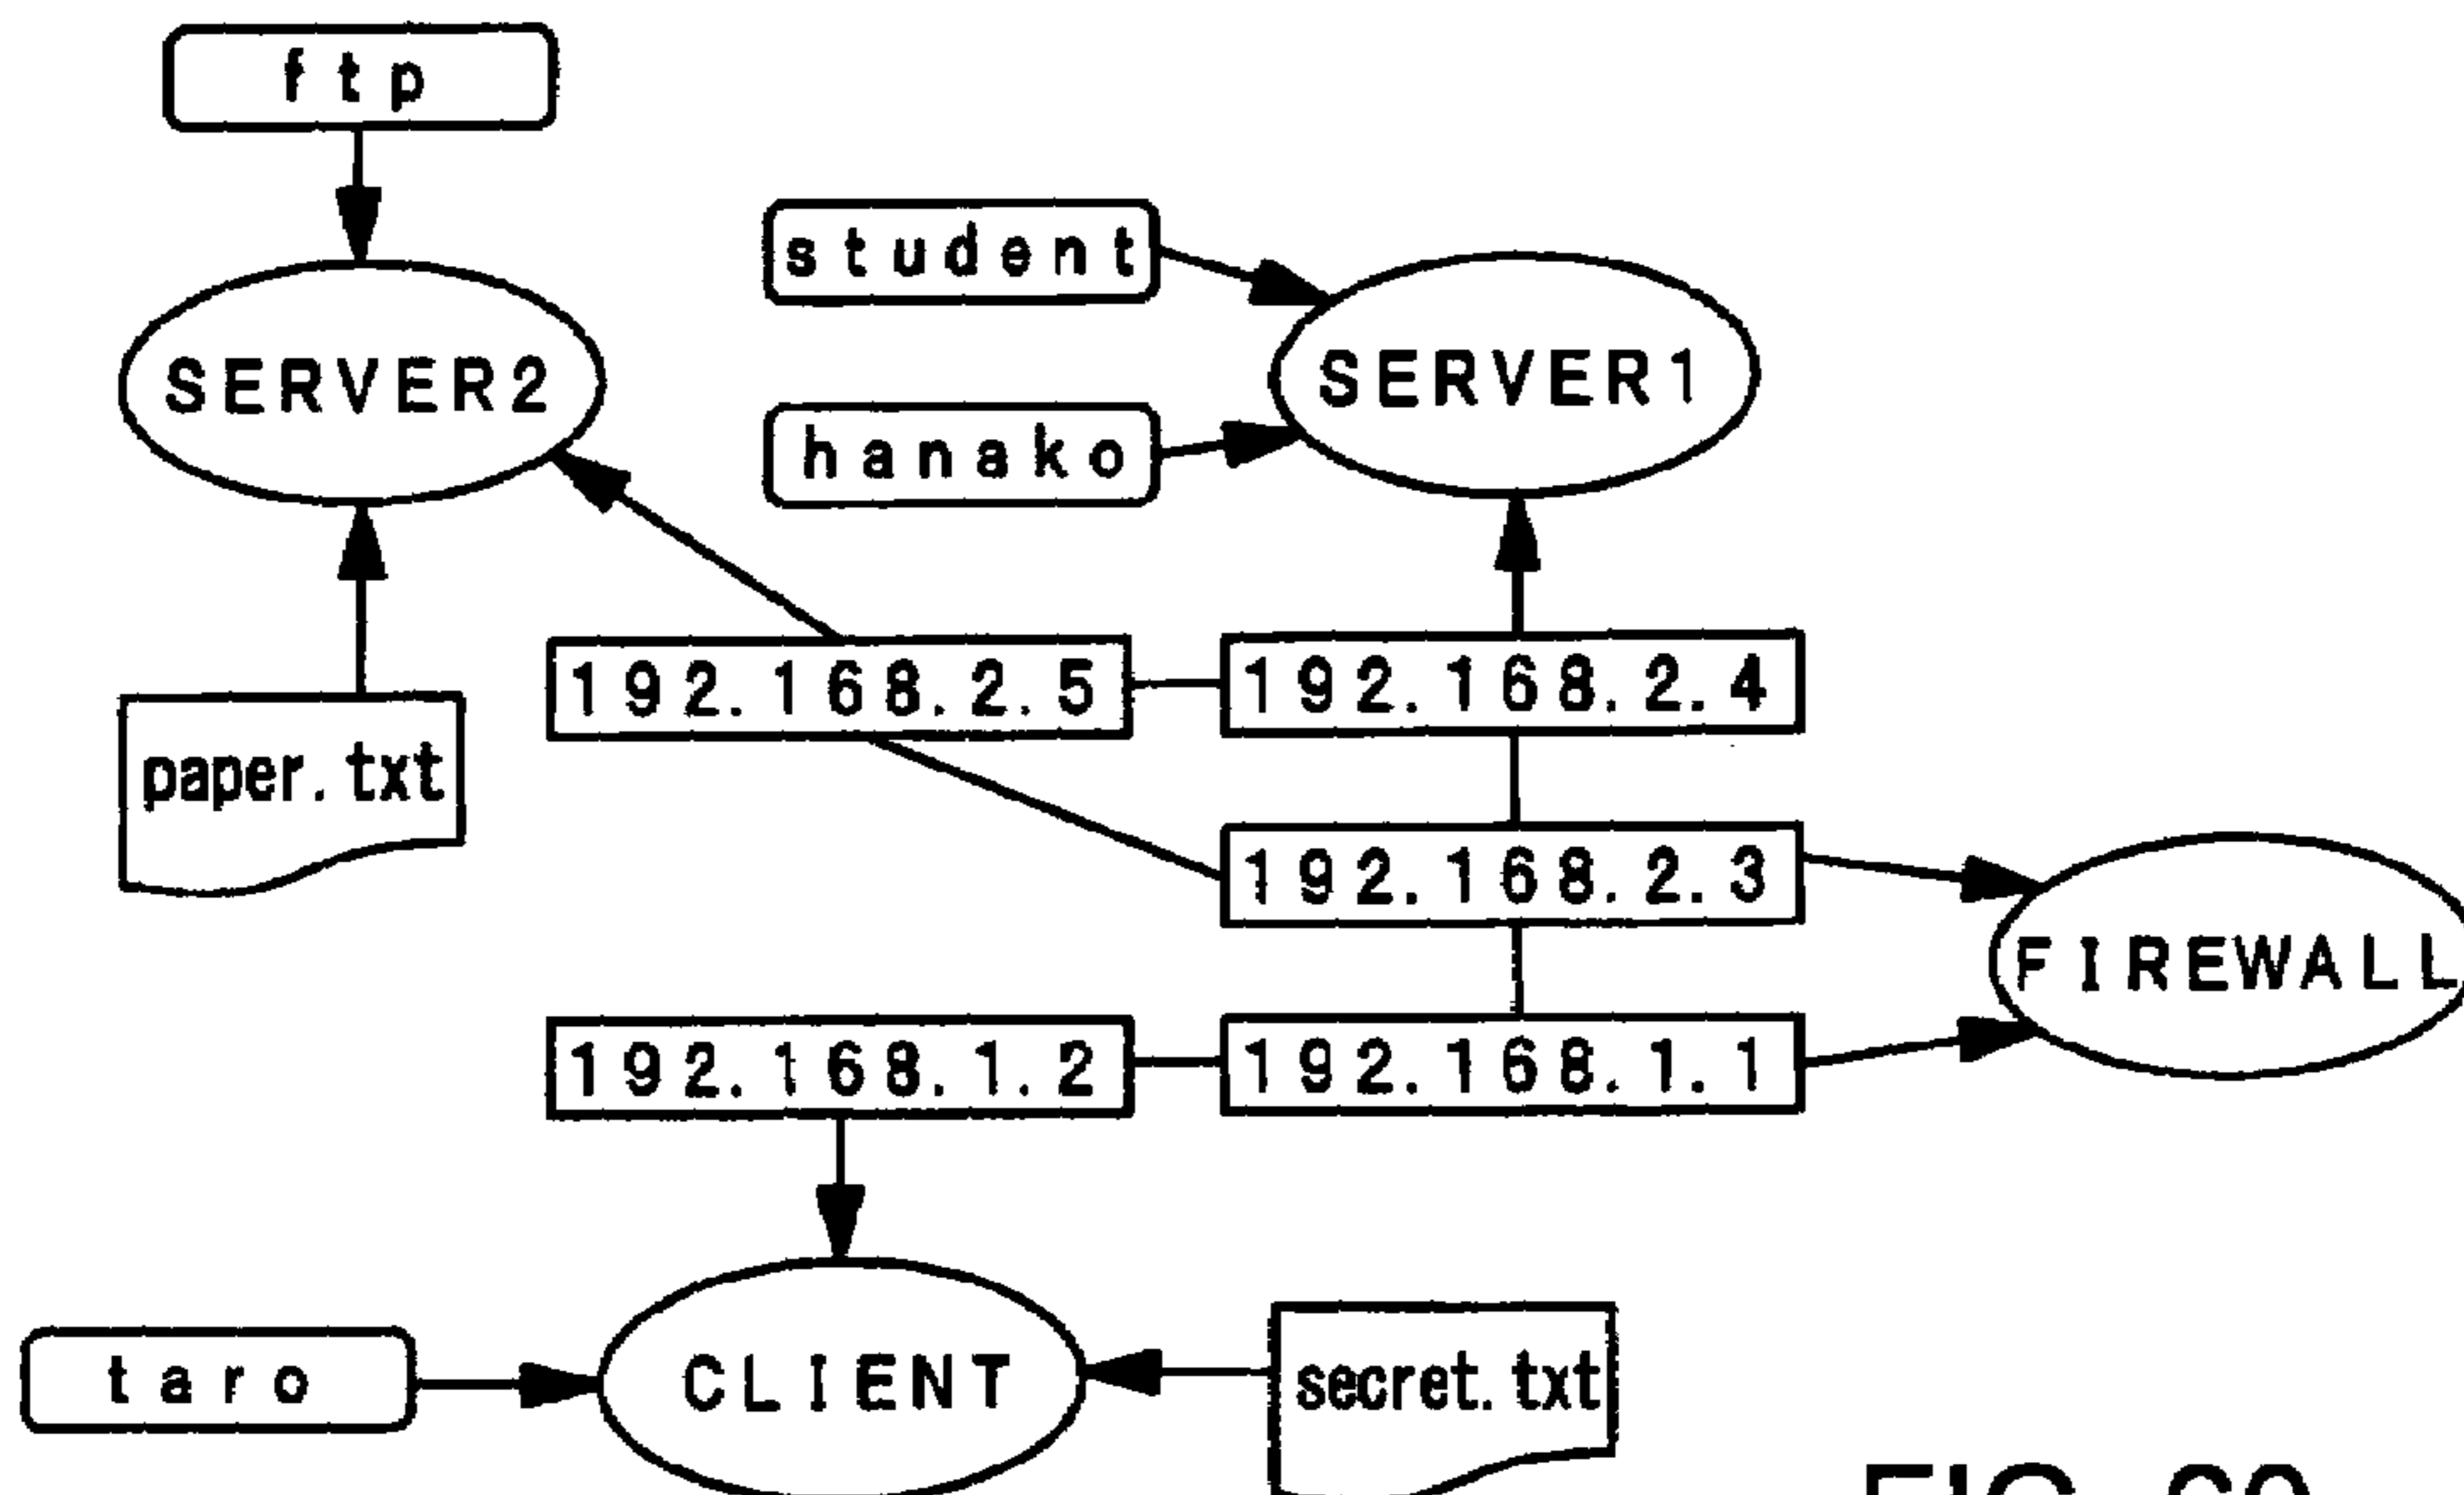 ftp
student
SERVER2
SERVER1
hanako
192.168.2.5
192.168.2.4
paper.txt
192.168.2.3
FIREWALL
192.168.1.2
192.168.1.1
taro
CLIENT
secret.txt